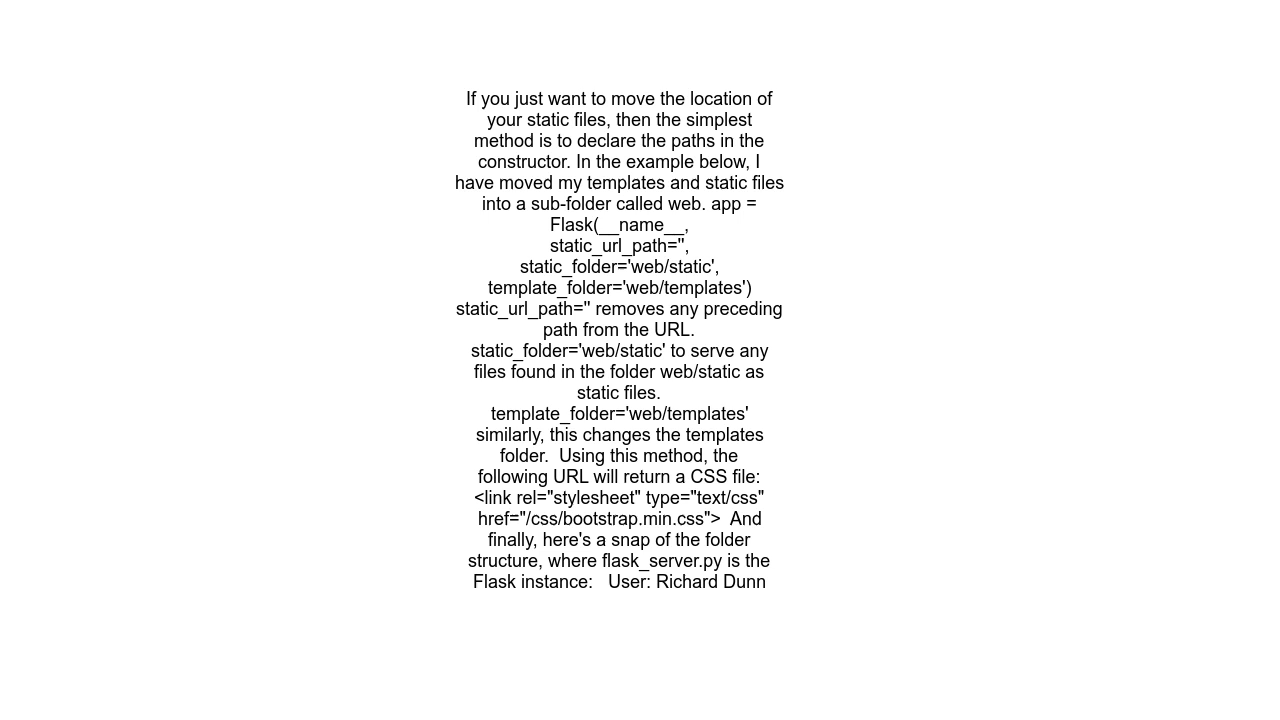 If you just want to move the location of
your static files, then the simplest
method is to declare the paths in the
constructor. In the example below, I
have moved my templates and static files
into a sub-folder called web. app =
Flask(__name__,
static_url_path='',
static_folder='web/static',
template_folder='web/templates')
static_url_path='' removes any preceding
path from the URL.
static_folder='web/static' to serve any
files found in the folder web/static as
static files.
template_folder='web/templates'
similarly, this changes the templates
folder.  Using this method, the
following URL will return a CSS file:
<link rel="stylesheet" type="text/css"
href="/css/bootstrap.min.css">  And
finally, here's a snap of the folder
structure, where flask_server.py is the
Flask instance:   User: Richard Dunn